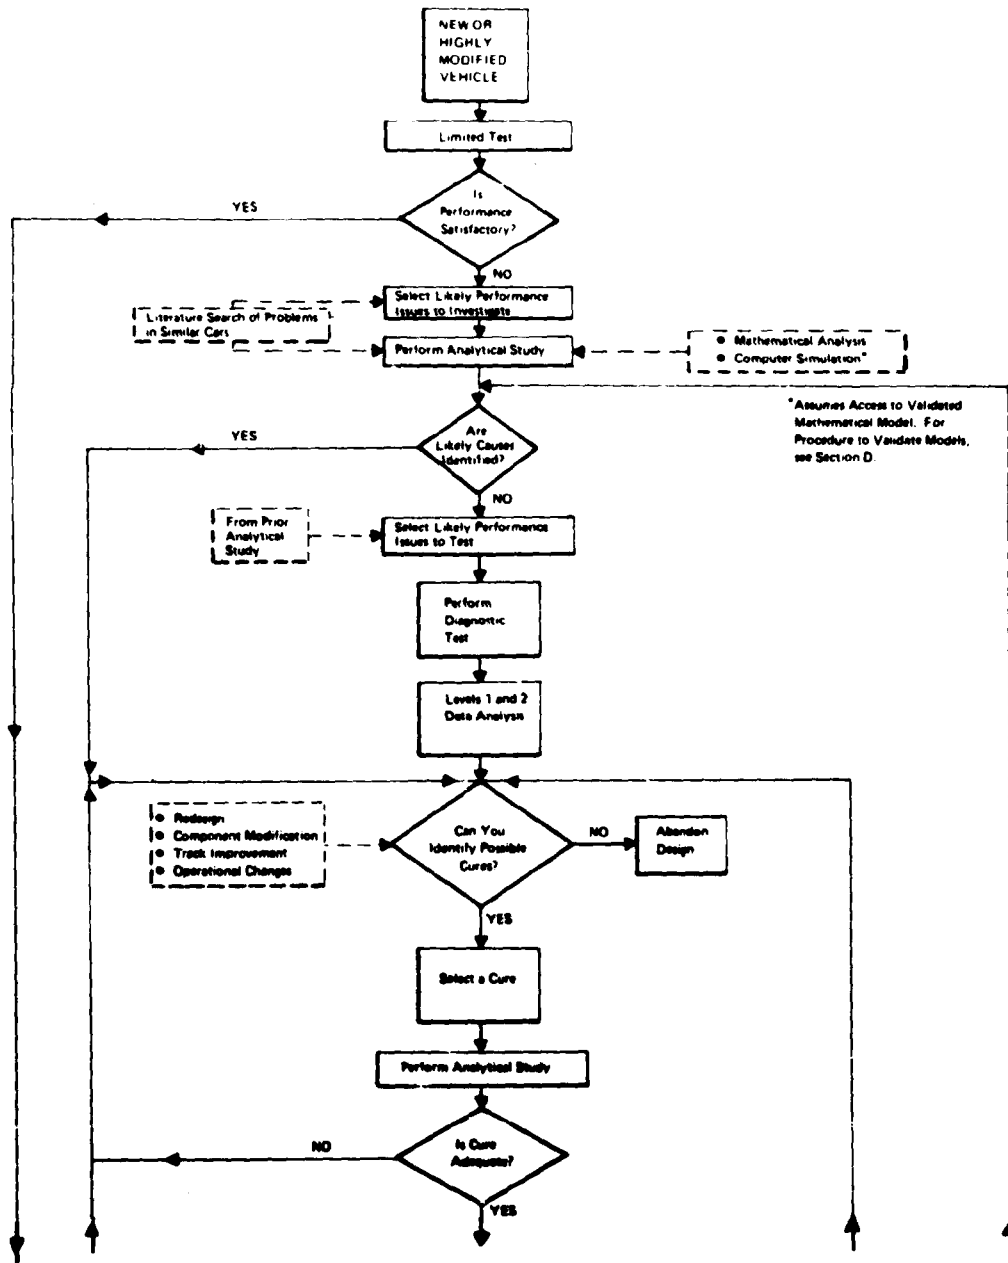 NEW OR
HIGHLY
MODIFIED
VEHICLE
Limited Test
Is
Performance
Satisfactory?
YES
NO
Select Likely Performance
Issues to Investigate
Literature Search of Problems
in Similar Cars
Perform Analytical Study
● Mathematical Analysis
● Computer Simulation*
*Assumes Access to Validated
Mathematical Model. For
Procedure to Validate Models,
see Section D.
Are
Likely Causes
Identified?
YES
NO
From Prior
Analytical
Study
Select Likely Performance
Issues to Test
Perform
Diagnostic
Test
Levels 1 and 2
Data Analysis
● Redesign
● Component Modification
● Track Improvement
● Operational Changes
Can You
Identify Possible
Cures?
NO
Abandon
Design
YES
Select a Cure
Perform Analytical Study
Is Cure
Adequate?
NO
YES